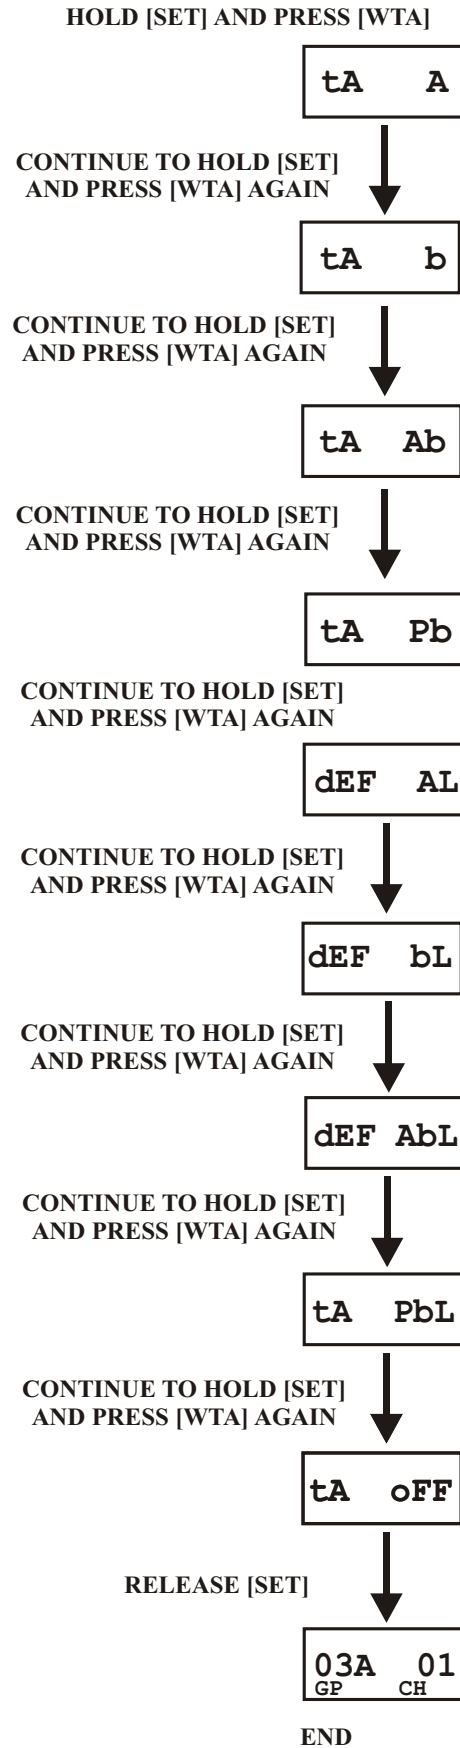 HOLD [SET] AND PRESS [WTA]
tA A
CONTINUE TO HOLD [SET]
AND PRESS [WTA] AGAIN
tA b
CONTINUE TO HOLD [SET]
AND PRESS [WTA] AGAIN
tA Ab
CONTINUE TO HOLD [SET]
AND PRESS [WTA] AGAIN
tA Pb
CONTINUE TO HOLD [SET]
AND PRESS [WTA] AGAIN
dEF AL
CONTINUE TO HOLD [SET]
AND PRESS [WTA] AGAIN
dEF bL
CONTINUE TO HOLD [SET]
AND PRESS [WTA] AGAIN
dEF AbL
CONTINUE TO HOLD [SET]
AND PRESS [WTA] AGAIN
tA PbL
CONTINUE TO HOLD [SET]
AND PRESS [WTA] AGAIN
tA oFF
RELEASE [SET]
03A 01
GP CH
END